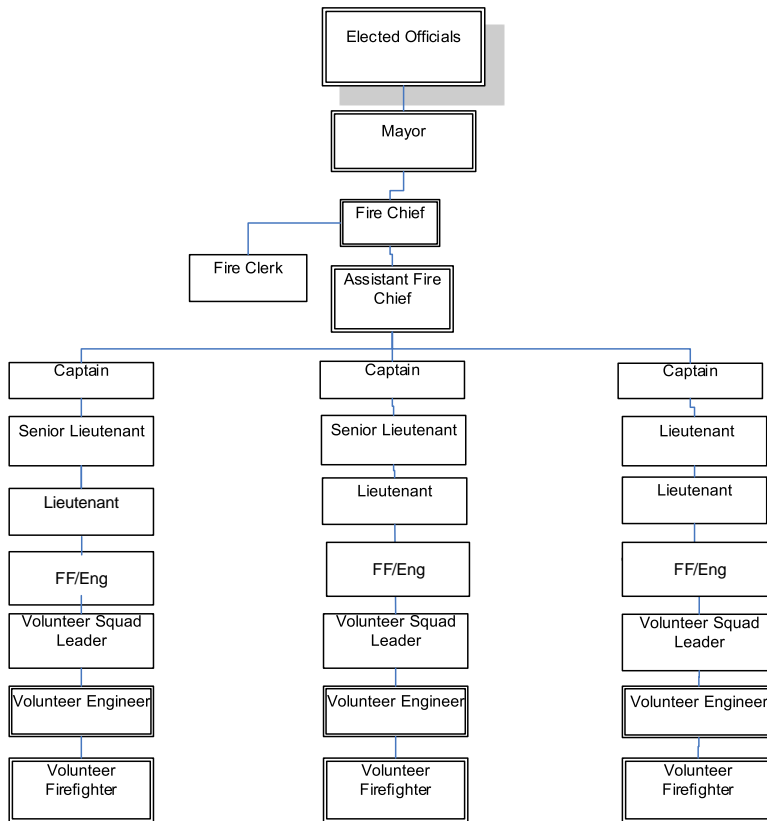 Elected Officials
Mayor
Fire Chief
Fire Clerk
Assistant Fire
Chief
Captain
Captain
Captain
Senior Lieutenant
Senior Lieutenant
Lieutenant
Lieutenant
Lieutenant
Lieutenant
FF/Eng
FF/Eng
FF/Eng
Volunteer Squad
Leader
Volunteer Squad
Leader
Volunteer Squad
Leader
Volunteer Engineer
Volunteer Engineer
Volunteer Engineer
Volunteer
Firefighter
Volunteer
Firefighter
Volunteer
Firefighter